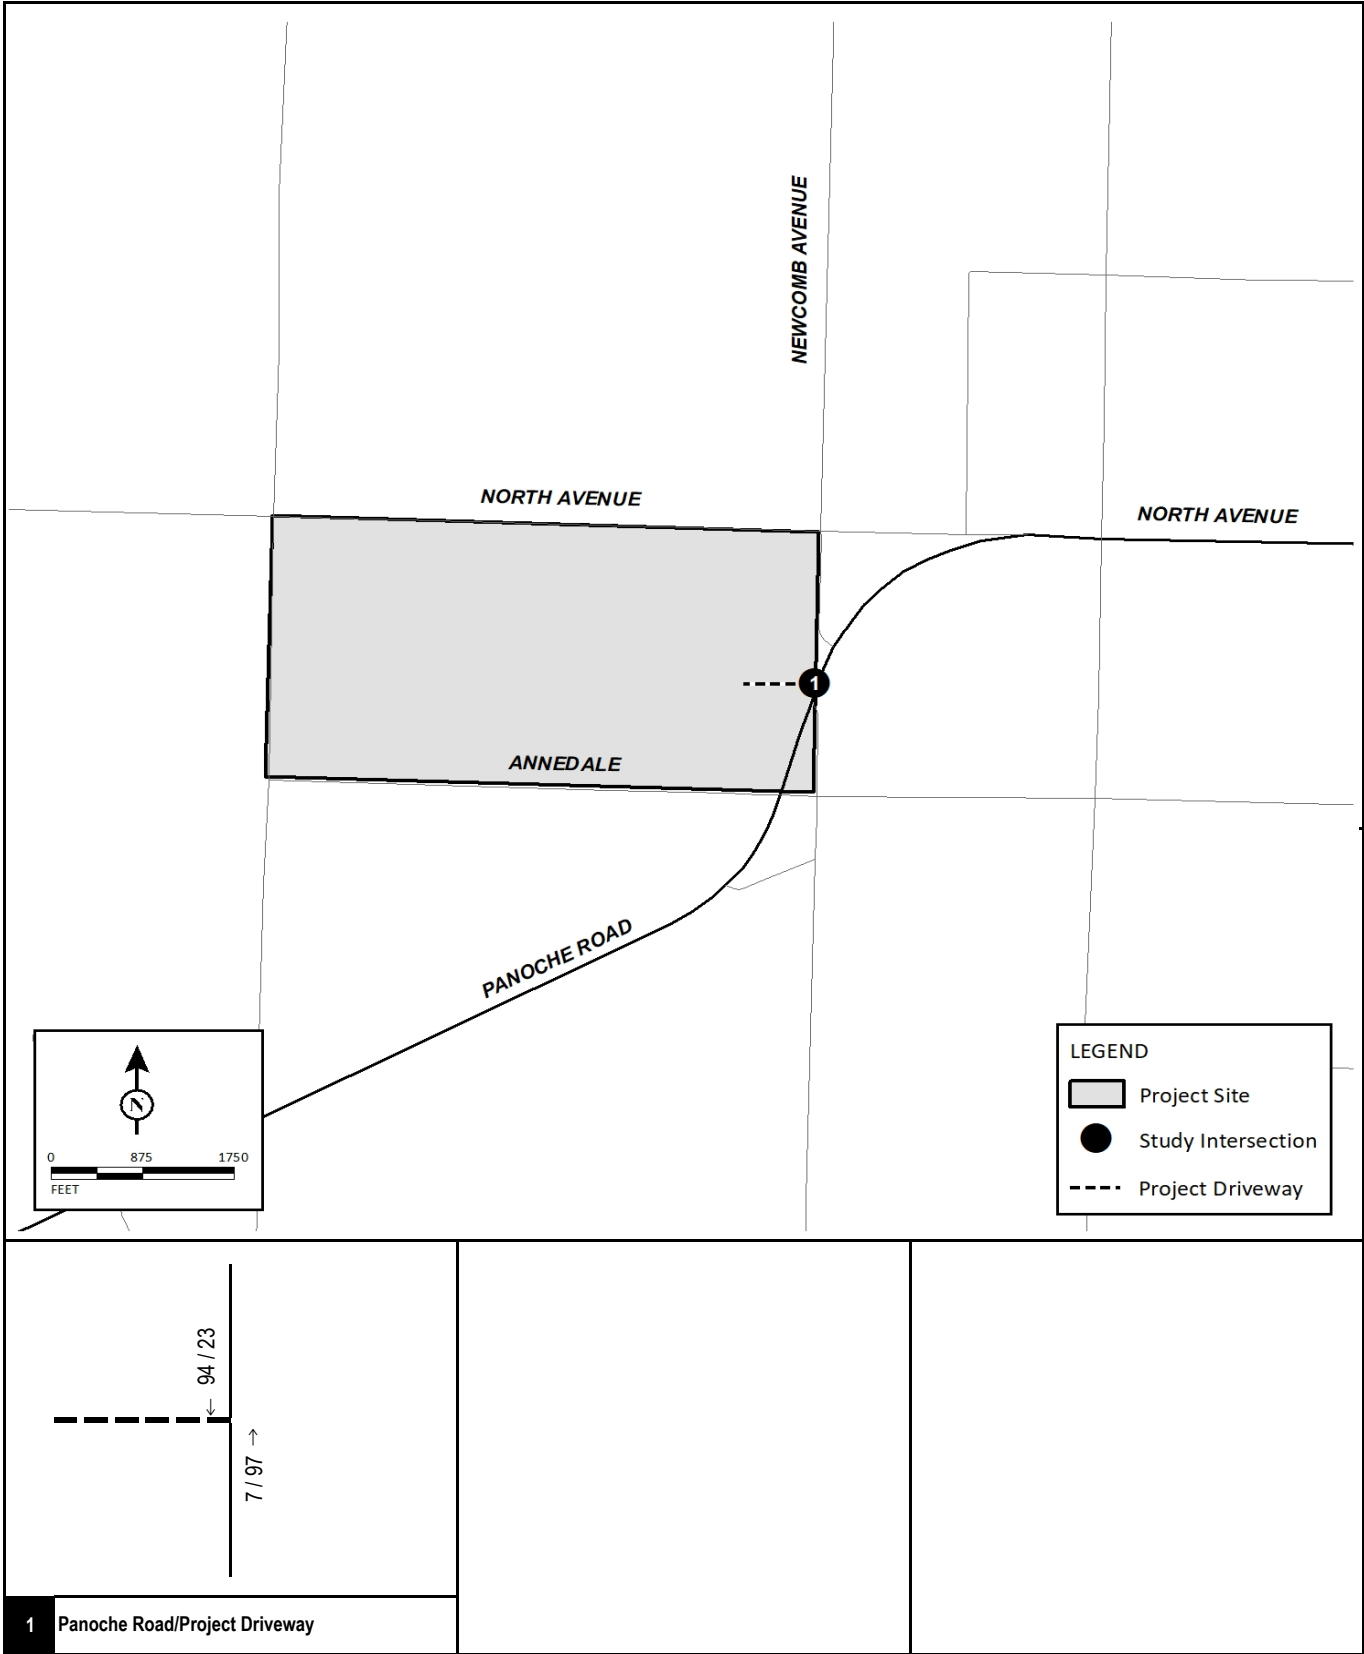 NEWCOMB AVENUE
NORTH AVENUE
NORTH AVENUE
1
ANNEDALE
PANOCHE ROAD
N
0 875 1750
FEET
LEGEND
Project Site
Study Intersection
Project Driveway
← 94 / 23
7 / 97 →
1 Panoche Road/Project Driveway